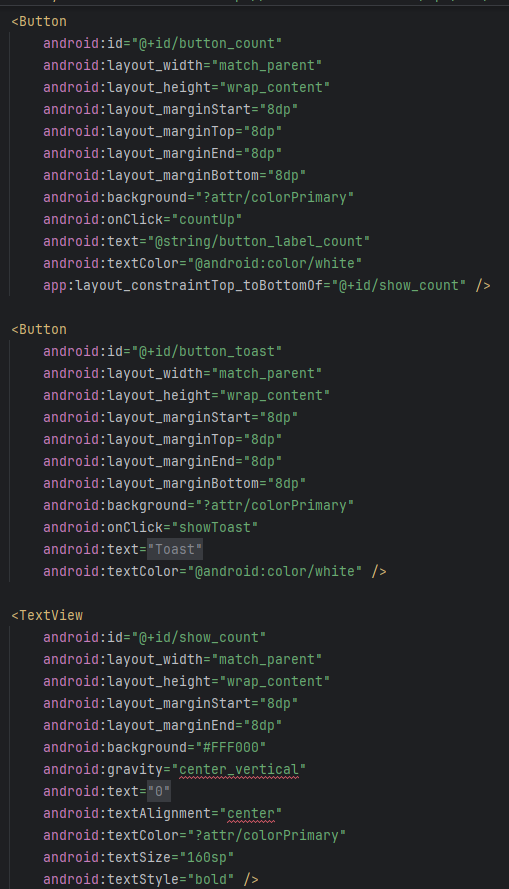 <Button
android:id="@+id/button_count"
android:layout_width="match_parent"
android:layout_height="wrap_content"
android:layout_marginStart="8dp"
android:layout_marginTop="8dp"
android:layout_marginEnd="8dp"
android:layout_marginBottom="8dp"
android:background="?attr/colorPrimary"
android:onClick="countUp"
android:text="@string/button_label_count"
android:textColor="@android:color/white"
app:layout_constraintTop_toBottomOf="@+id/show_count" />
<Button
android:id="@+id/button_toast"
android:layout_width="match_parent"
android:layout_height="wrap_content"
android:layout_marginStart="8dp"
android:layout_marginTop="8dp"
android:layout_marginEnd="8dp"
android:layout_marginBottom="8dp"
android:background="?attr/colorPrimary"
android:onClick="showToast"
android:text="Toast"
android:textColor="@android:color/white" />
<TextView
android:id="@+id/show_count"
android:layout_width="match_parent"
android:layout_height="wrap_content"
android:layout_marginStart="8dp"
android:layout_marginEnd="8dp"
android:background="#FFF000"
android:gravity="center_vertical"
android:text="0"
android:textAlignment="center"
android:textColor="?attr/colorPrimary"
android:textSize="160sp"
android:textStyle="bold" />